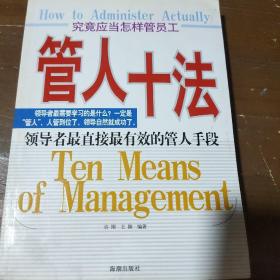 How to Administer Actually
究竟应当怎样管员工
管人十法
领导者最需要学习的是什么？一定是
“管人”，人管到位了，领导自然就成功了。
领导者最直接最有效的管人手段
Ten Means
of Management
编著
海潮出版社